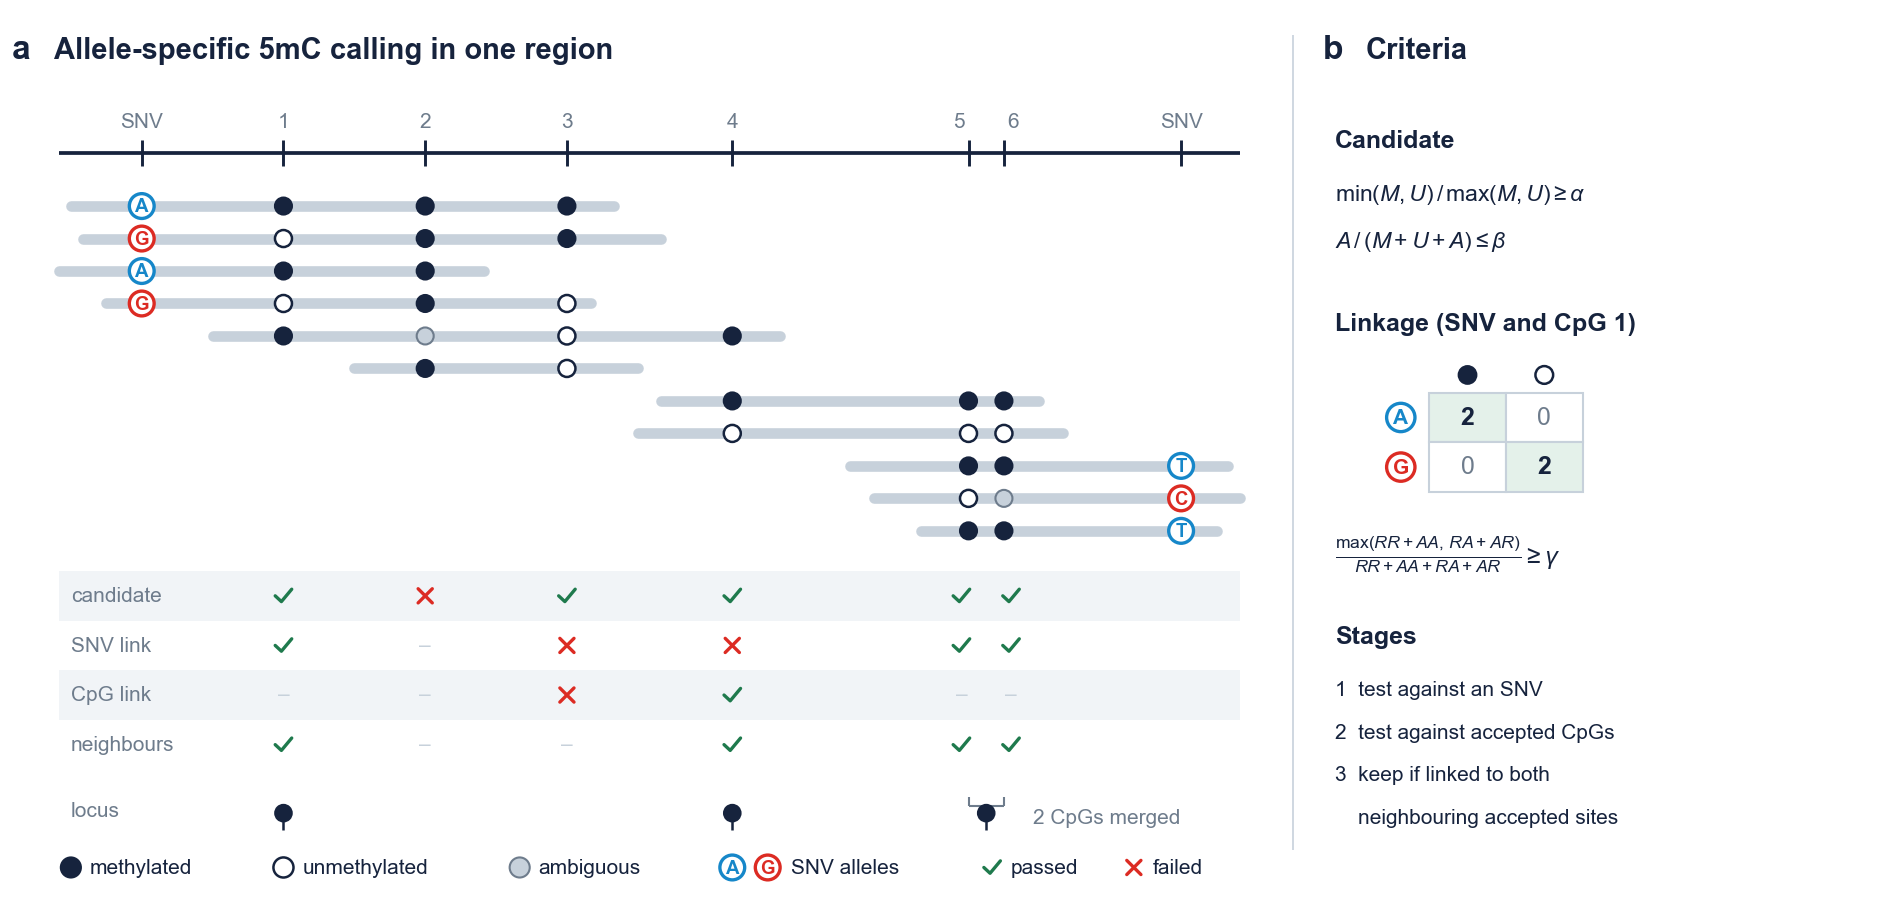 a Allele-specific 5mC calling in one region
SNV 1 2 3 4 5 6 SNV
A
G
A
G
T
C
T
candidate
SNV link – 
CpG link – – – –
neighbours – –
locus
2 CpGs merged
methylated unmethylated ambiguous A G SNV alleles passed failed
b Criteria
Candidate
min(M, U)/max(M, U)≥α
A/(M+U+A)≤β
Linkage (SNV and CpG 1)
A 2 0
G 0 2
max(RR+AA, RA+AR)
RR+AA+RA+AR
≥γ
Stages
1 test against an SNV
2 test against accepted CpGs
3 keep if linked to both
neighbouring accepted sites